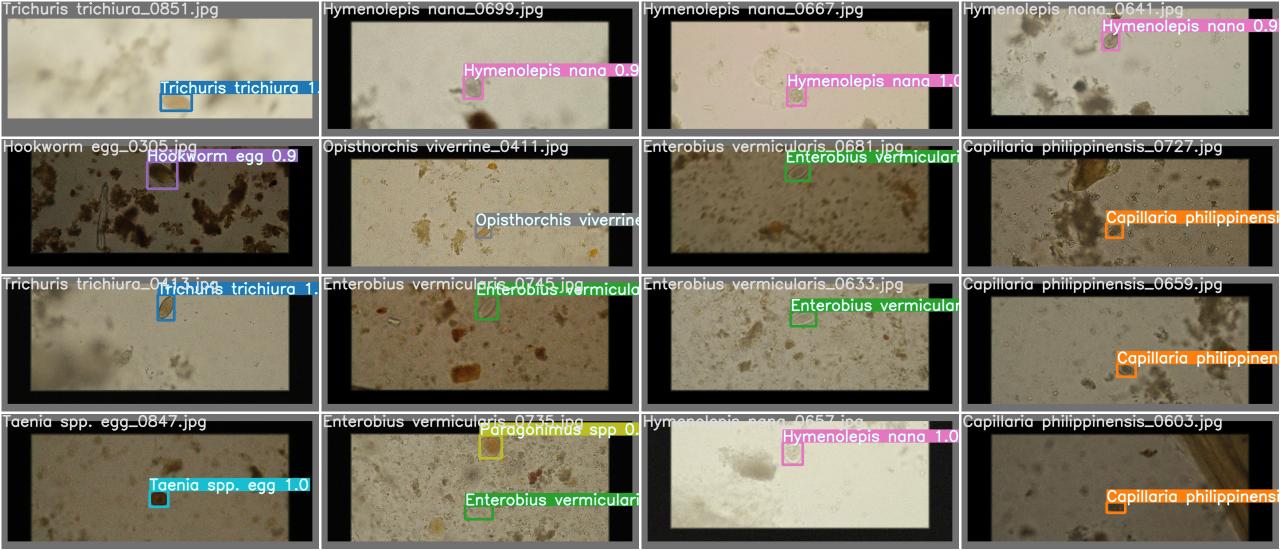 Trichuris trichiura_0851.jpg
Trichuris trichiura 1.
Hymenolepis nana_0699.jpg
Hymenolepis nana 0.9
Hymenolepis nana_0667.jpg
Hymenolepis nana 1.0
Hymenolepis nana_0641.jpg
Hymenolepis nana 0.9
Hookworm egg_0305.jpg
Hookworm egg 0.9
Opisthorchis viverrine_0411.jpg
Opisthorchis viverrine
Enterobius vermicularis_0681.jpg
Enterobius vermiculari
Capillaria philippinensis_0727.jpg
Capillaria philippinensi
Trichuris trichiura_0413.jpg
Trichuris trichiura 1.
Enterobius vermicularis_0745.jpg
Enterobius vermicula
Enterobius vermicularis_0633.jpg
Enterobius vermicular
Capillaria philippinensis_0659.jpg
Capillaria philippinen
Taenia spp. egg_0847.jpg
Taenia spp. egg 1.0
Enterobius vermicularis_0735.jpg
Paragonimus spp 0.
Enterobius vermiculari
Hymenolepis nana_0657.jpg
Hymenolepis nana 1.0
Capillaria philippinensis_0603.jpg
Capillaria philippinensi